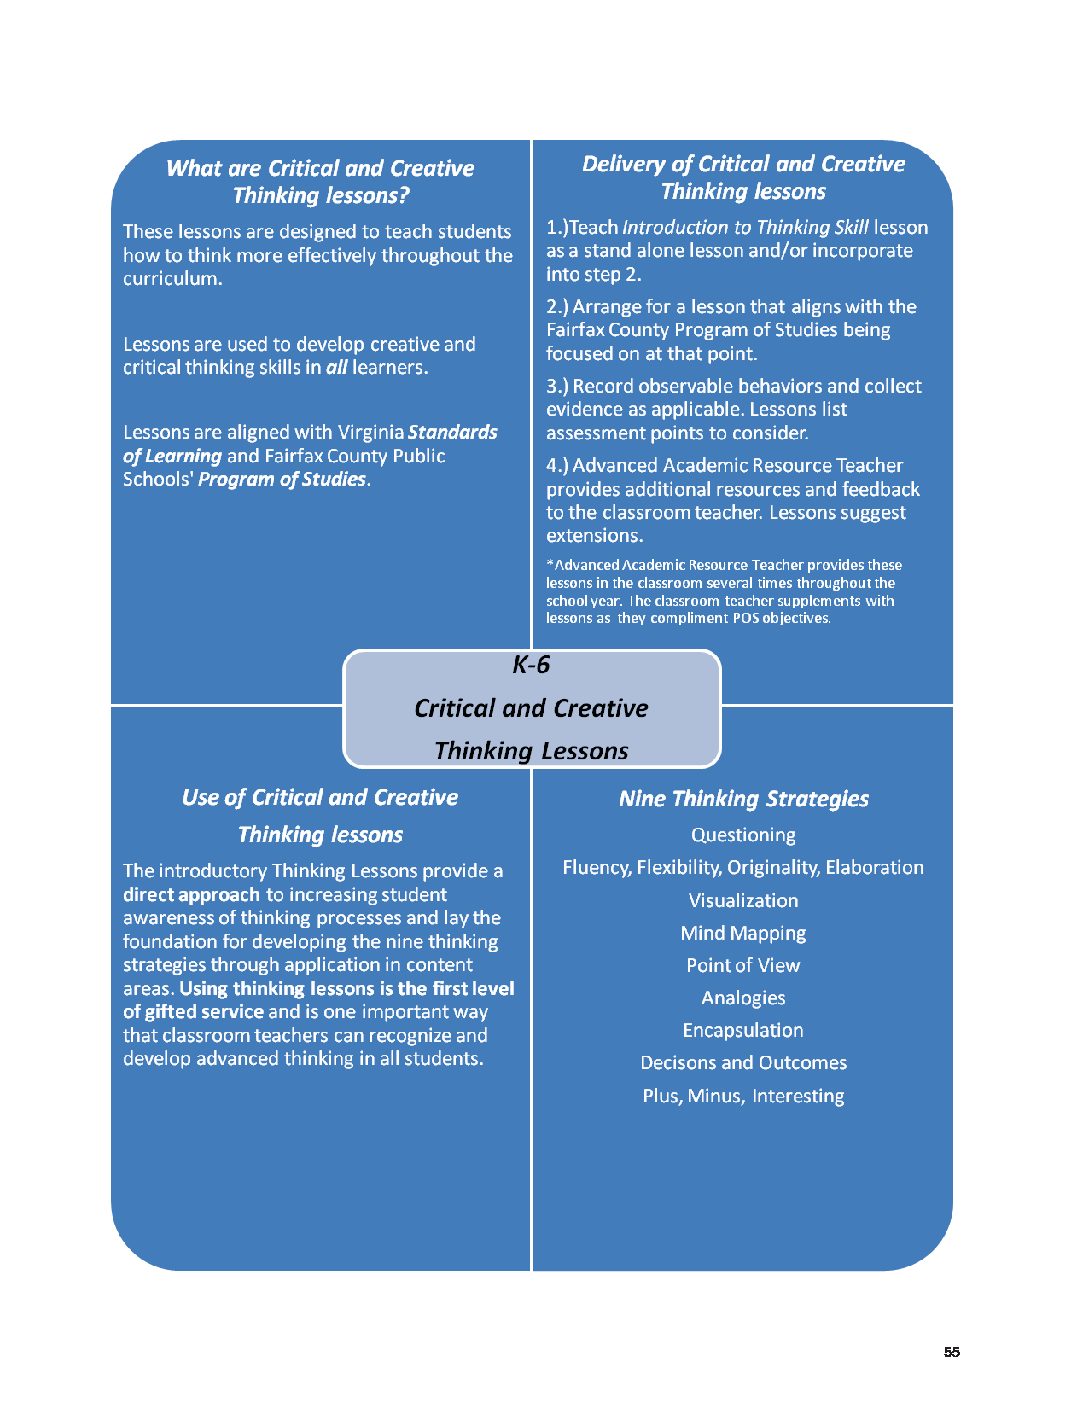 What are Critical and Creative
Thinking lessons?
These lessons are designed to teach students
how to think more effectively throughout the
curriculum.
Lessons are used to develop creative and
critical thinking skills in all learners.
Lessons are aligned with Virginia Standards
of Learning and Fairfax County Public
Schools' Program of Studies.
Delivery of Critical and Creative
Thinking lessons
1.)Teach Introduction to Thinking Skill lesson
as a stand alone lesson and/or incorporate
into step 2.
2.) Arrange for a lesson that aligns with the
Fairfax County Program of Studies being
focused on at that point.
3.) Record observable behaviors and collect
evidence as applicable. Lessons list
assessment points to consider.
4.) Advanced Academic Resource Teacher
provides additional resources and feedback
to the classroom teacher. Lessons suggest
extensions.
*Advanced Academic Resource Teacher provides these
lessons in the classroom several times throughout the
school year. The classroom teacher supplements with
lessons as they compliment POS objectives.
K-6
Critical and Creative
Thinking Lessons
Use of Critical and Creative
Thinking lessons
The introductory Thinking Lessons provide a
direct approach to increasing student
awareness of thinking processes and lay the
foundation for developing the nine thinking
strategies through application in content
areas. Using thinking lessons is the first level
of gifted service and is one important way
that classroom teachers can recognize and
develop advanced thinking in all students.
Nine Thinking Strategies
Questioning
Fluency, Flexibility, Originality, Elaboration
Visualization
Mind Mapping
Point of View
Analogies
Encapsulation
Decisons and Outcomes
Plus, Minus, Interesting
55